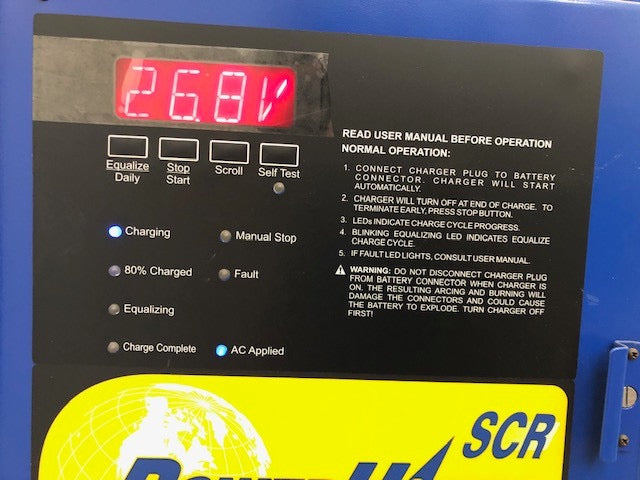 26.8V
Equalize Stop Scroll Self Test
Daily Start
Charging
Manual Stop
80% Charged
Fault
Equalizing
Charge Complete
AC Applied
READ USER MANUAL BEFORE OPERATION
NORMAL OPERATION:
1. CONNECT CHARGER PLUG TO BATTERY
CONNECTOR. CHARGER WILL START
AUTOMATICALLY.
2. CHARGER WILL TURN OFF AT END OF CHARGE. TO
TERMINATE EARLY, PRESS STOP BUTTON.
3. LEDs INDICATE CHARGE CYCLE PROGRESS.
4. BLINKING EQUALIZING LED INDICATES EQUALIZE
CHARGE CYCLE.
5. IF FAULT LED LIGHTS, CONSULT USER MANUAL.
WARNING: DO NOT DISCONNECT CHARGER PLUG
FROM BATTERY CONNECTOR WHEN CHARGER IS
ON. THE RESULTING ARCING AND BURNING WILL
DAMAGE THE CONNECTORS AND COULD CAUSE
THE BATTERY TO EXPLODE. TURN CHARGER OFF
FIRST!
SCR